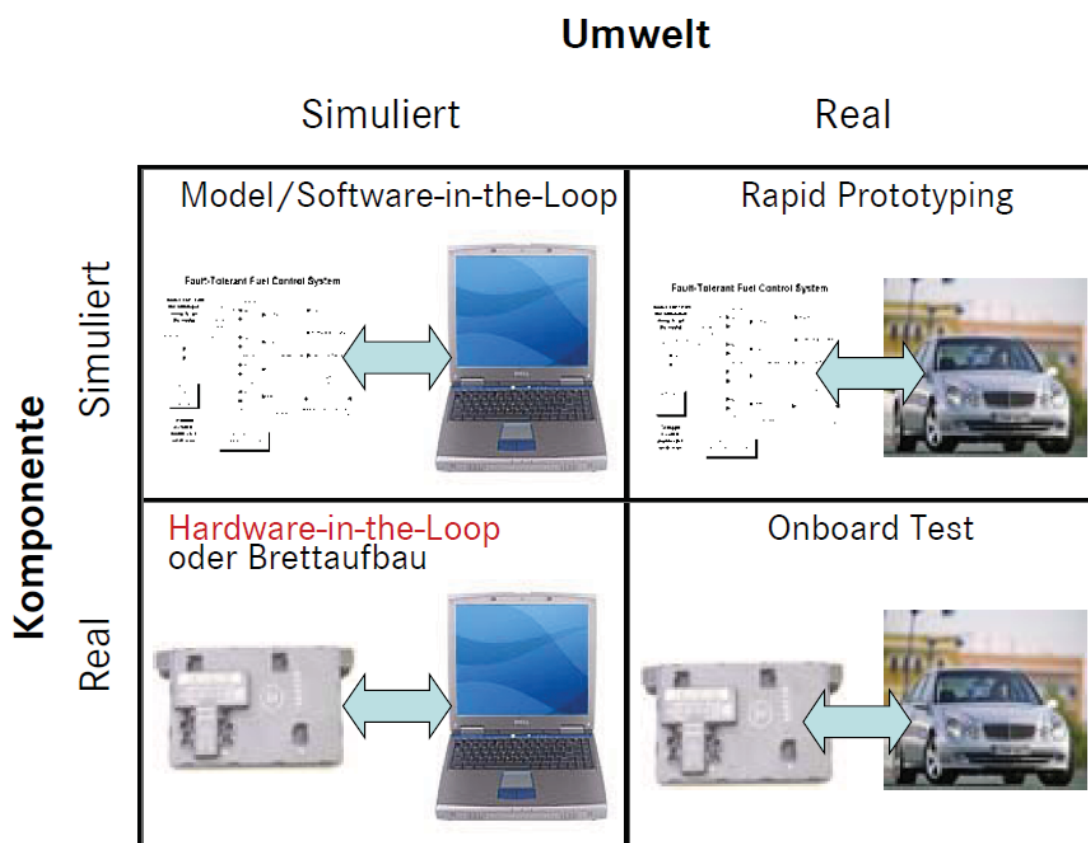 Umwelt
Simuliert
Real
Komponente
Simuliert
Real
Model/Software-in-the-Loop
Fault-Tolerant Fuel Control System
Rapid Prototyping
Fault-Tolerant Fuel Control System
Hardware-in-the-Loop
oder Brettaufbau
Onboard Test